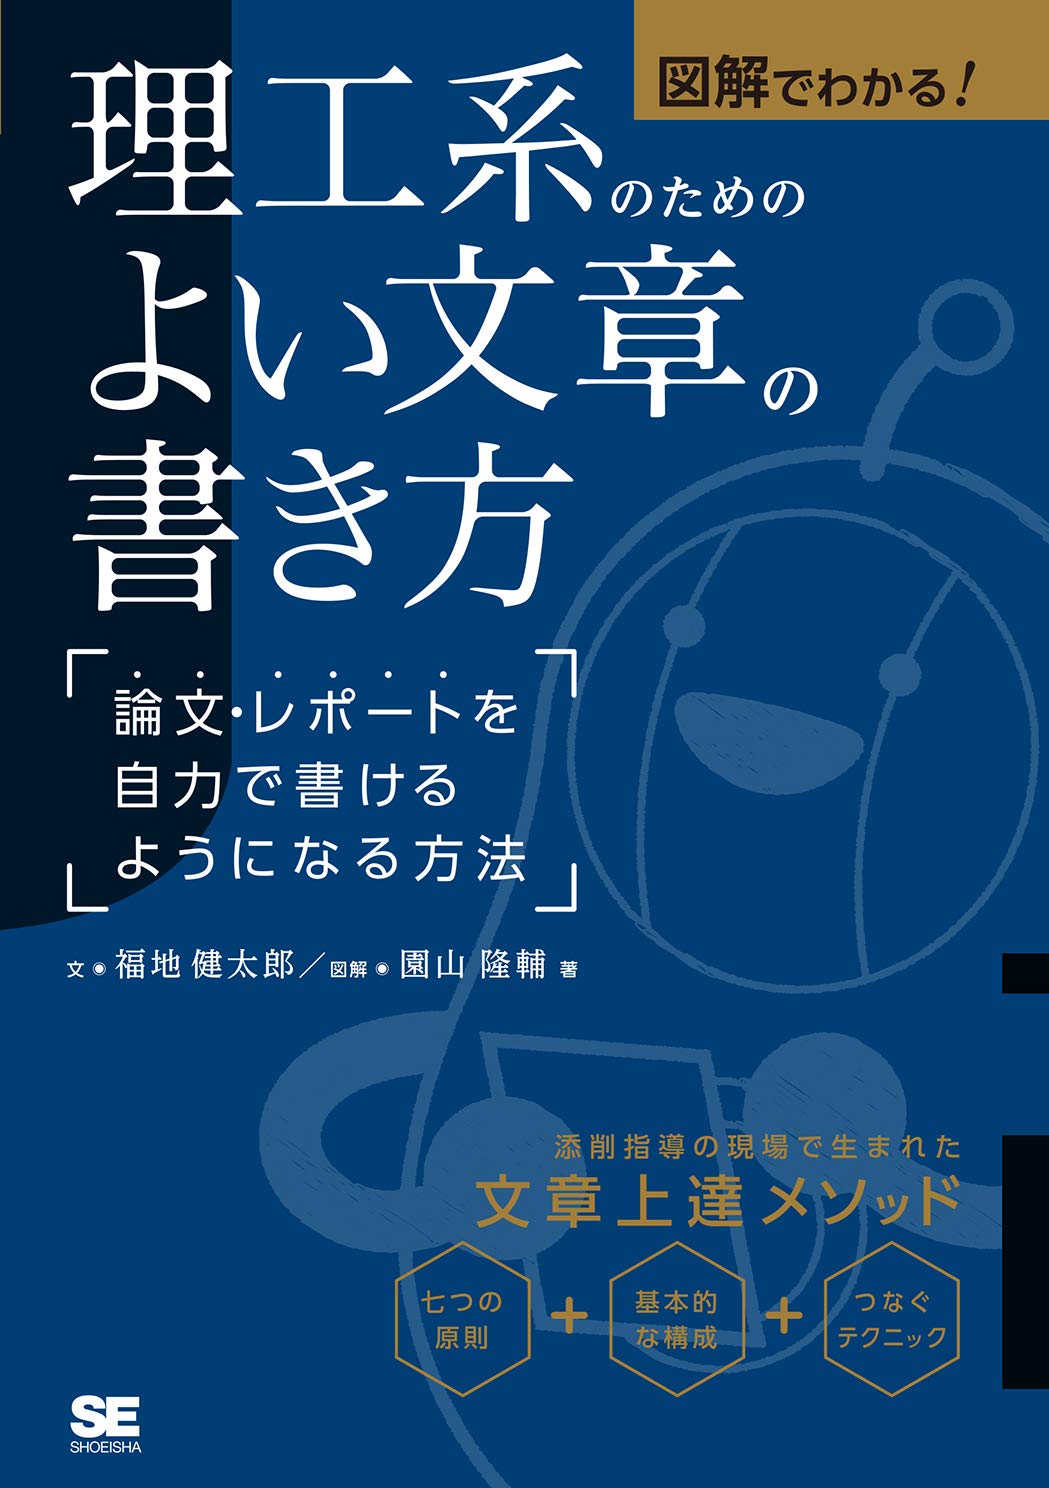 図解でわかる!
理工系のための
よい文章の
書き方
論文・レポートを
自力で書ける
ようになる方法
文◉福地 健太郎／図解◉園山 隆輔 著
添削指導の現場で生まれた
文章上達メソッド
七つの
原則
+
基本的
な構成
+
つなぐ
テクニック
SE
SHOEISHA